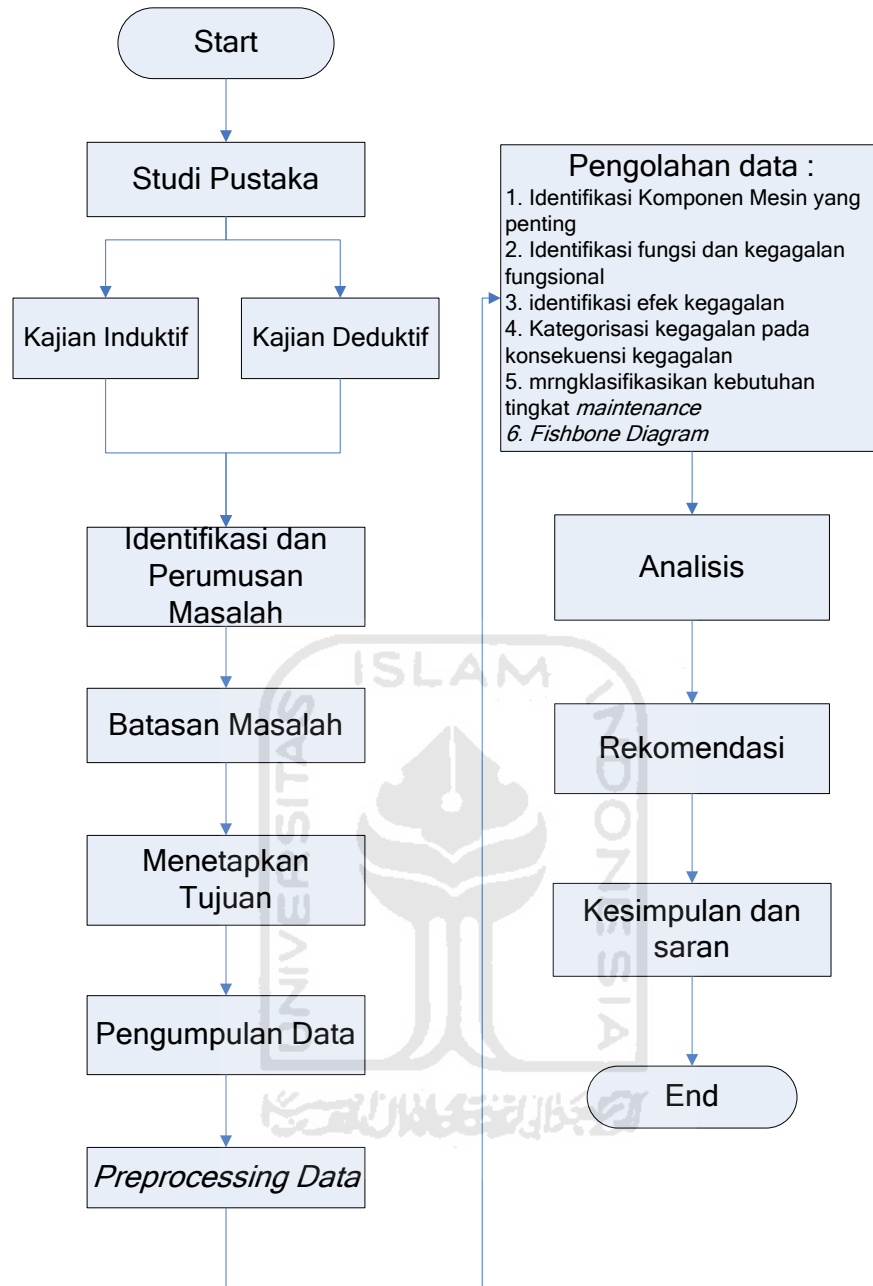 Start
Studi Pustaka
Kajian Induktif
Kajian Deduktif
Identifikasi dan
Perumusan
Masalah
Batasan Masalah
Menetapkan
Tujuan
Pengumpulan Data
Preprocessing Data
Pengolahan data :
1. Identifikasi Komponen Mesin yang
penting
2. Identifikasi fungsi dan kegagalan
fungsional
3. identifikasi efek kegagalan
4. Kategorisasi kegagalan pada
konsekuensi kegagalan
5. mrngklasifikasikan kebutuhan
tingkat maintenance
6. Fishbone Diagram
Analisis
Rekomendasi
Kesimpulan dan
saran
End
UNIVERSITAS
ISLAM
INDONESIA